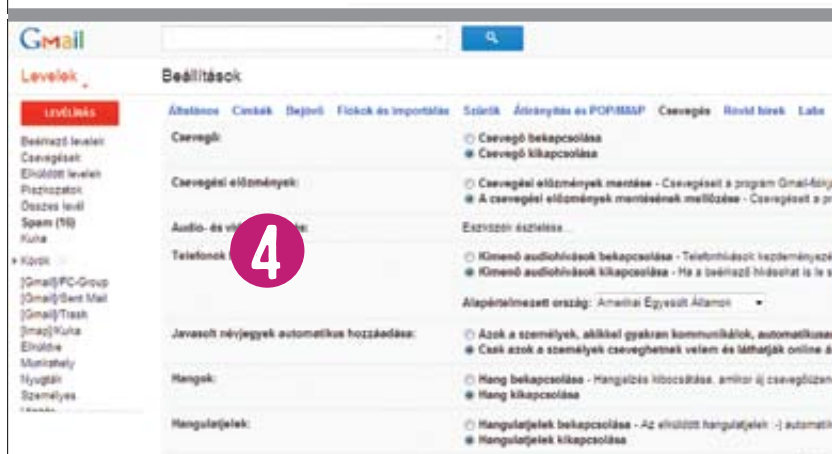 Gmail
Levelek
Beállítások
LEVÉLÍRÁS
Általános Címkék Bejövő Fiókok és importálás Szűrők Átirányítás és POP/IMAP Csevegés Rövid hírek Labs
Beérkező levelek
Csevegések
Elküldött levelek
Piszkozatok
Összes levél
Spam (16)
Kuka
Körök
[Gmail]/PC-Group
[Gmail]/Sent Mail
[Gmail]/Trash
[Imap]/Kuka
Elküldve
Munkahely
Nyugták
Személyes
Csevegő:
Csevegő bekapcsolása
Csevegő kikapcsolása
Csevegési előzmények:
Csevegési előzmények mentése - Csevegéseit a program Gmail-fiókj
A csevegési előzmények mentésének mellőzése - Csevegéseit a pr
Audio- és
Eszközök észlelése
Telefonok
4
Kimenő audiohívások bekapcsolása - Telefonhívások kezdeményezé
Kimenő audiohívások kikapcsolása - Ha a beérkező hívásokat is le s
Alapértelmezett ország: Amerikai Egyesült Államok
Javasolt névjegyek automatikus hozzáadása:
Azok a személyek, akikkel gyakran kommunikálok, automatikusa
Csak azok a személyek cseveghetnek velem és láthatják online á
Hangok:
Hang bekapcsolása - Hangjelzés kibocsátása, amikor új csevegőüzen
Hang kikapcsolása
Hangulatjelek:
Hangulatjelek bekapcsolása - Az elküldött hangulatjelek :-) automatik
Hangulatjelek kikapcsolása